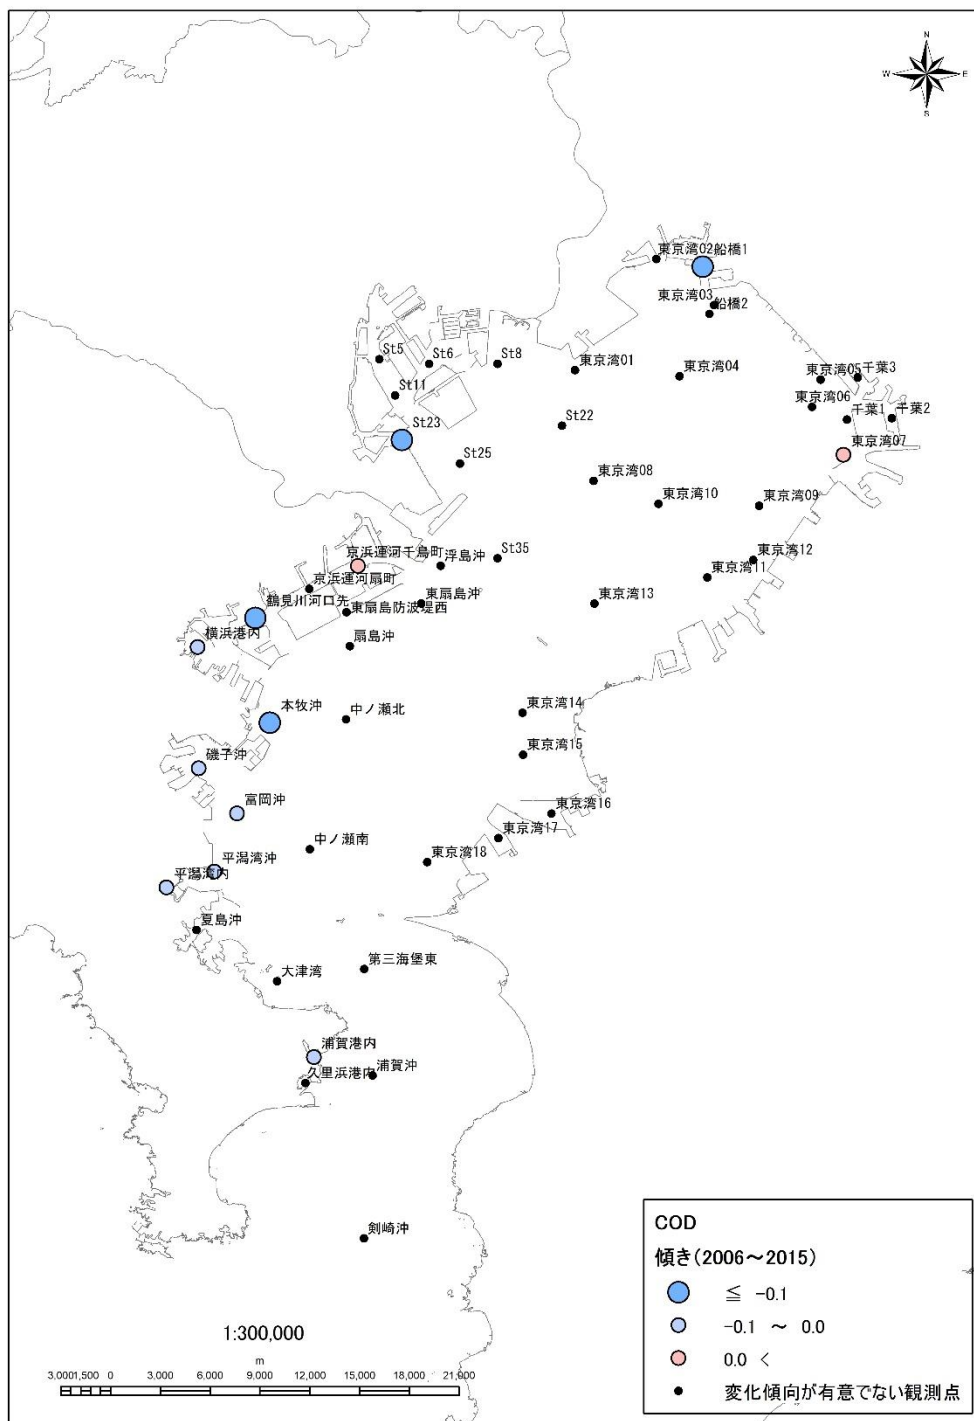 N
W E
S
東京湾02 船橋1
東京湾03
船橋2
St5
St6
St8
東京湾01
東京湾04
東京湾05
千葉3
St11
東京湾06
千葉1
千葉2
St23
St22
東京湾07
St25
東京湾08
東京湾10
東京湾09
京浜運河千鳥町
浮島沖
St35
東京湾12
東京湾11
京浜運河扇町
鶴見川河口先
東扇島防波堤西
東扇島沖
東京湾13
横浜港内
扇島沖
本牧沖
中ノ瀬北
東京湾14
磯子沖
東京湾15
富岡沖
東京湾16
中ノ瀬南
東京湾17
平潟湾沖
東京湾18
平潟湾内
夏島沖
大津湾
第三海堡東
浦賀港内
久里浜港内
浦賀沖
剣崎沖
COD
傾き(2006～2015)
≦ -0.1
-0.1 ～ 0.0
0.0 <
変化傾向が有意でない観測点
1:300,000
m
3,000 1,500 0 3,000 6,000 9,000 12,000 15,000 18,000 21,000